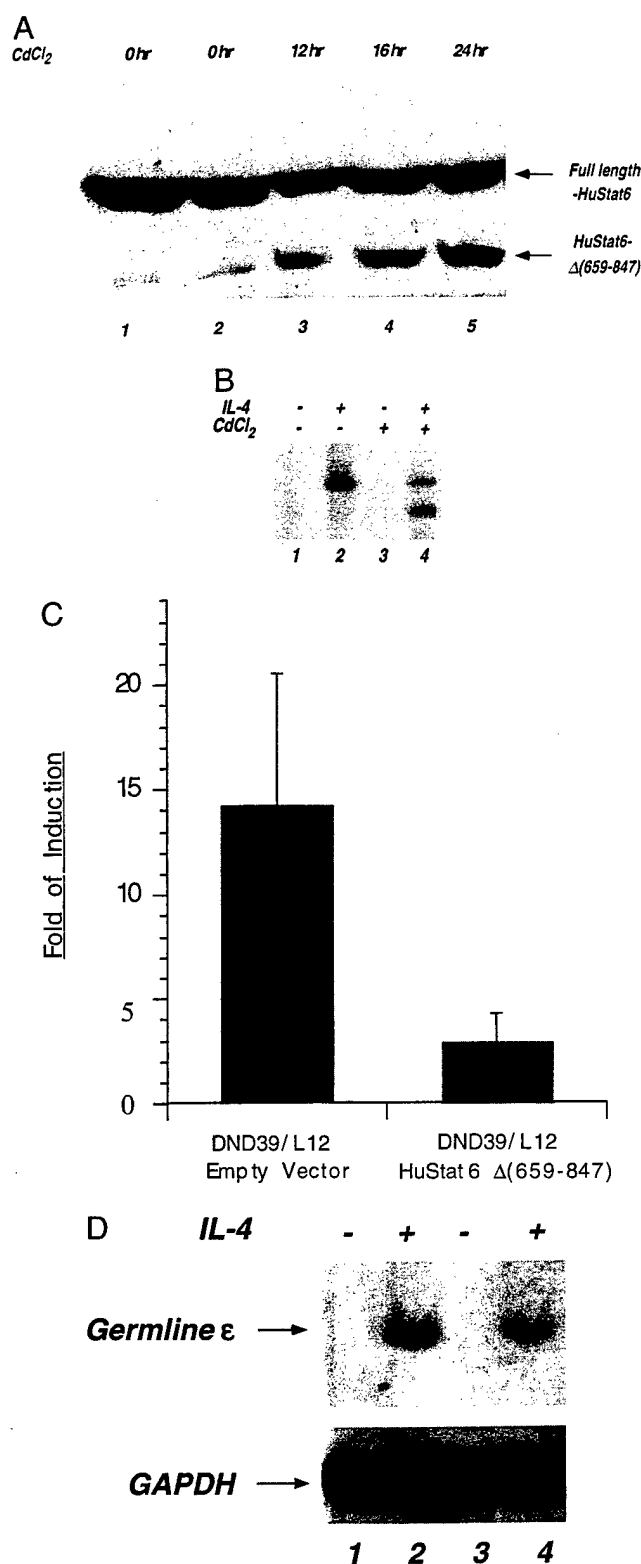 A
CdCl2 0hr 0hr 12hr 16hr 24hr
Full length
-HuStat6
HuStat6-
Δ(659-847)
1 2 3 4 5
B
IL-4 - + - +
CdCl2 - - + +
1 2 3 4
C
Fold of Induction
20
15
10
5
0
DND39/L12
Empty Vector
DND39/L12
HuStat6 Δ(659-847)
D IL-4 - + - +
Germline ε
GAPDH
1 2 3 4